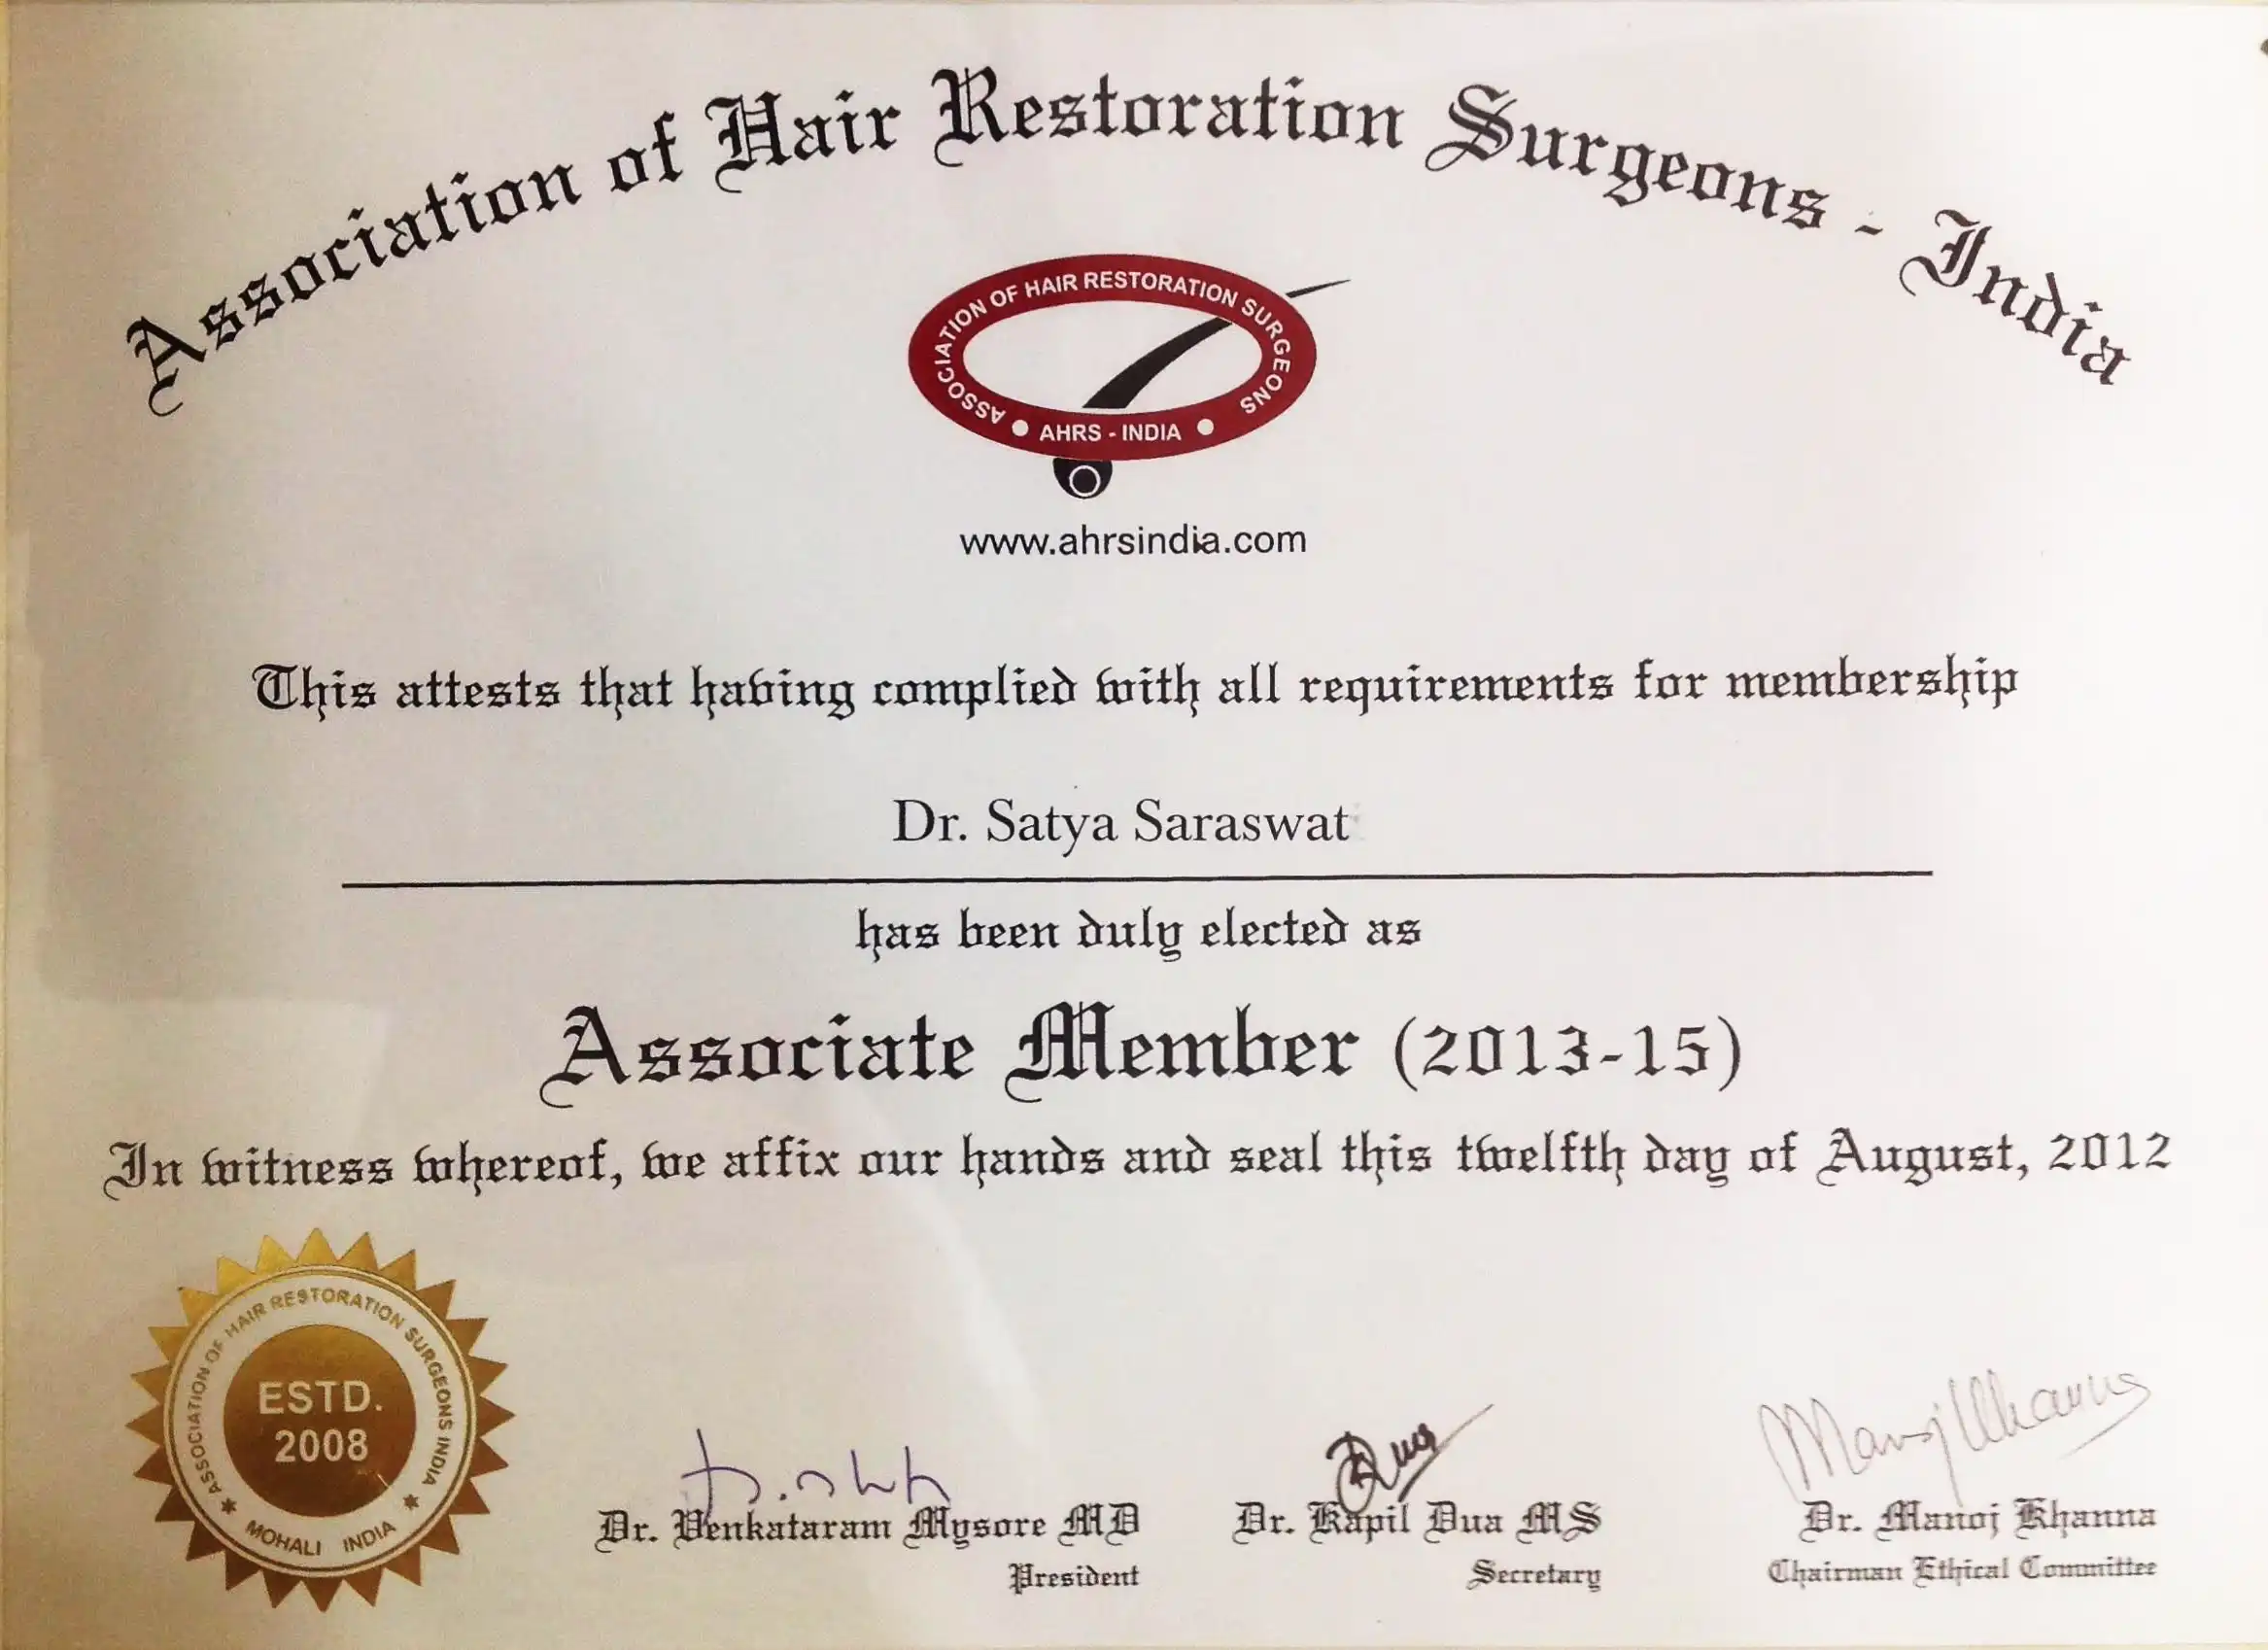 Association of Hair Restoration Surgeons - India
ASSOCIATION OF HAIR RESTORATION SURGEONS
AHRS - INDIA
www.ahrsindia.com
This attests that having complied with all requirements for membership
Dr. Satya Saraswat
has been duly elected as
Associate Member (2013-15)
In witness whereof, we affix our hands and seal this twelfth day of August, 2012
ASSOCIATION OF HAIR RESTORATION SURGEONS INDIA
ESTD.
2008
MOHALI INDIA
Manoj Khanna
Dr. Venkataram Mysore MD
President
Dua
Dr. Kapil Dua MS
Secretary
Dr. Manoj Khanna
Chairman Ethical Committee